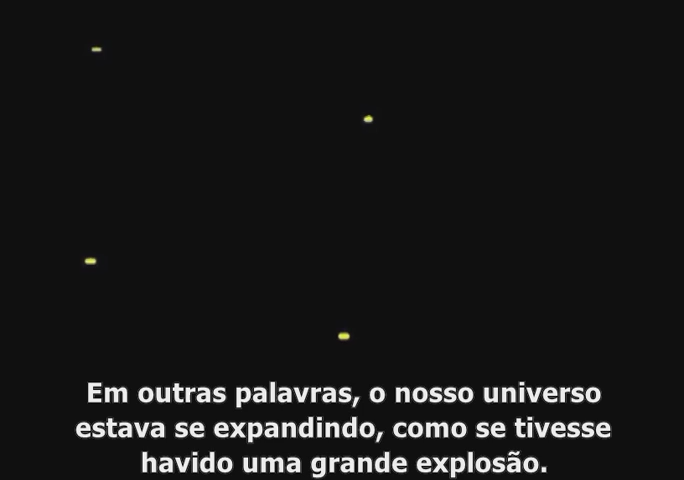 Em outras palavras, o nosso universo
estava se expandindo, como se tivesse
havido uma grande explosão.